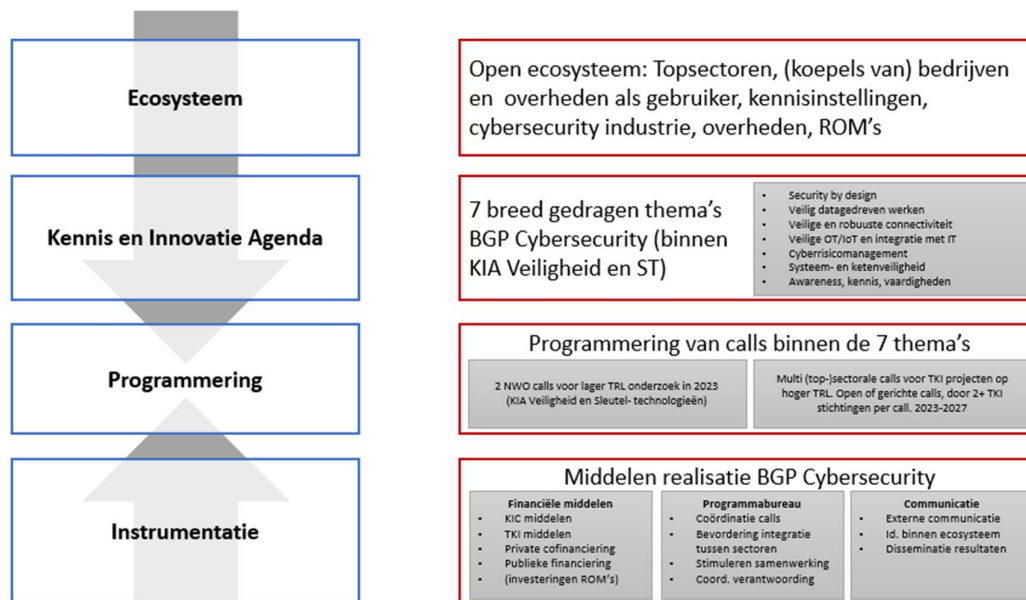 Ecosysteem
Open ecosysteem: Topsectoren, (koepels van) bedrijven
en overheden als gebruiker, kennisinstellingen,
cybersecurity industrie, overheden, ROM's
Kennis en Innovatie Agenda
7 breed gedragen thema's
BGP Cybersecurity (binnen
KIA Veiligheid en ST)
• Security by design
• Veilig datagedreven werken
• Veilige en robuuste connectiviteit
• Veilige OT/IoT en integratie met IT
• Cyberrisicomanagement
• Systeem- en ketenveiligheid
• Awareness, kennis, vaardigheden
Programmering
Programmering van calls binnen de 7 thema's
2 NWO calls voor lager TRL onderzoek in 2023
(KIA Veiligheid en Sleutel- technologieën)
Multi (top-)sectorale calls voor TKI projecten op
hoger TRL. Open of gerichte calls, door 2+ TKI
stichtingen per call. 2023-2027
Instrumentatie
Middelen realisatie BGP Cybersecurity
Financiële middelen
• KIC middelen
• TKI middelen
• Private cofinanciering
• Publieke financiering
• (investeringen ROM's)
Programmabureau
• Coördinatie calls
• Bevordering integratie
tussen sectoren
• Stimuleren samenwerking
• Coord. verantwoording
Communicatie
• Externe communicatie
• Id. binnen ecosysteem
• Disseminatie resultaten